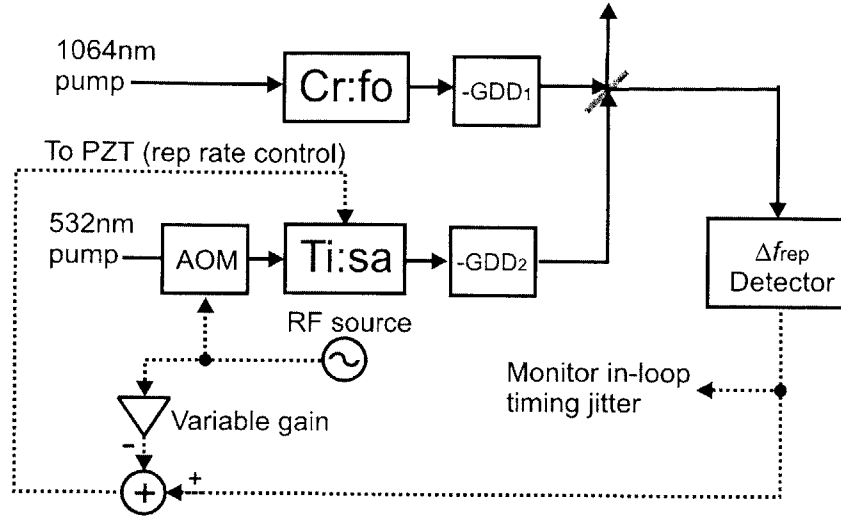 1064nm
pump
Cr:fo
-GDD₁
To PZT (rep rate control)
532nm
pump
AOM
Ti:sa
-GDD₂
Δfrep
Detector
RF source
Monitor in-loop
timing jitter
Variable gain
−
+
+